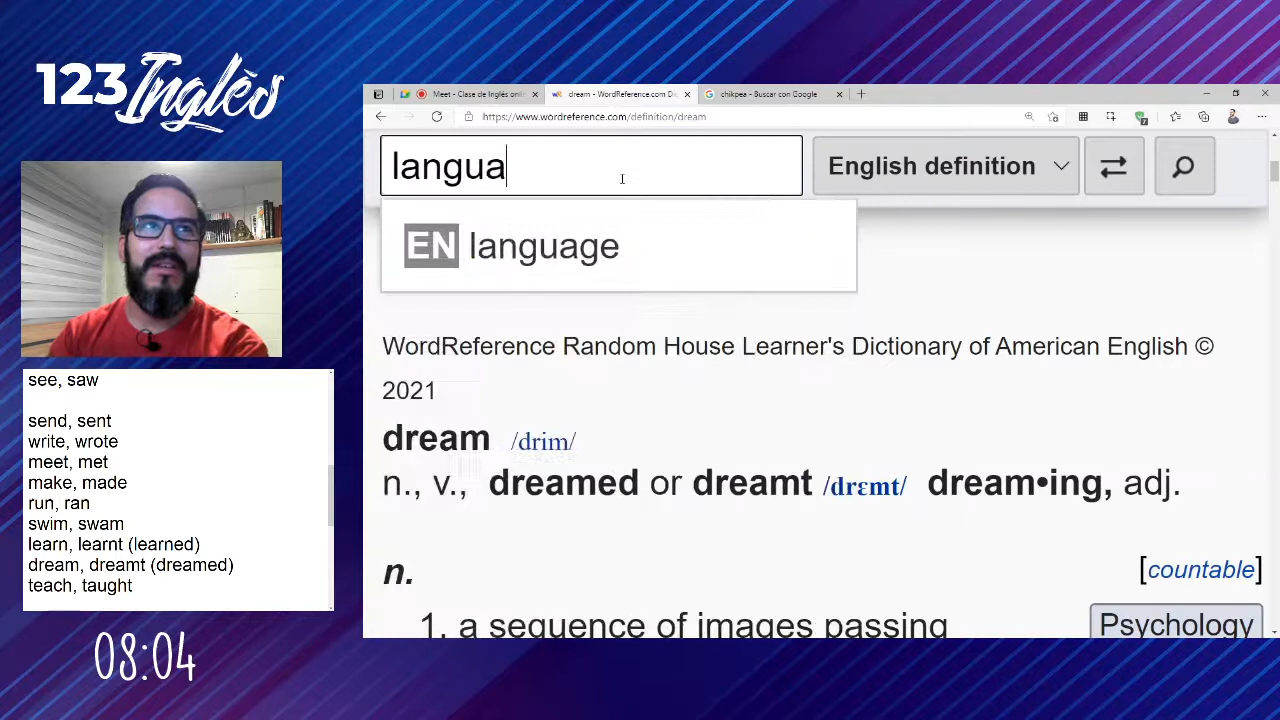 123 Inglés
Meet - Clase de Inglés onlin
dream - WordReference.com Dic
chikpea - Buscar con Google
https://www.wordreference.com/definition/dream
langua
English definition
EN language
WordReference Random House Learner's Dictionary of American English ©
2021
dream /drim/
n., v., dreamed or dreamt /drɛmt/ dream•ing, adj.
n.
[countable]
1. a sequence of images passing
Psychology
see, saw
send, sent
write, wrote
meet, met
make, made
run, ran
swim, swam
learn, learnt (learned)
dream, dreamt (dreamed)
teach, taught
08:04